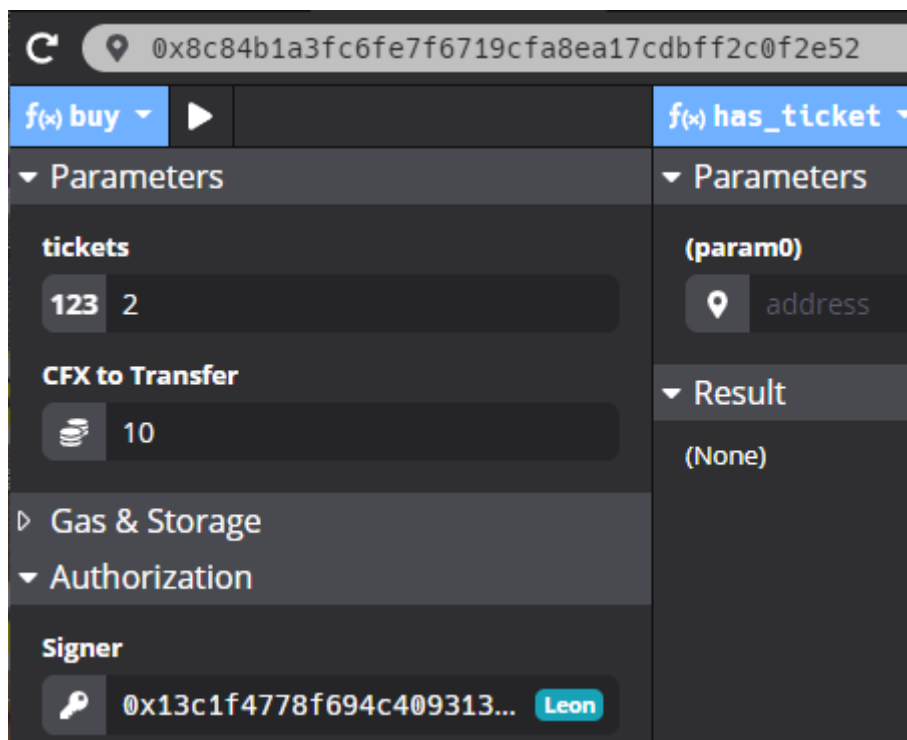 0x8c84b1a3fc6fe7f6719cfa8ea17cdbff2c0f2e52
f(x) buy
Parameters
tickets
123 2
CFX to Transfer
10
Gas & Storage
Authorization
Signer
0x13c1f4778f694c409313... Leon
f(x) has_ticket
Parameters
(param0)
address
Result
(None)